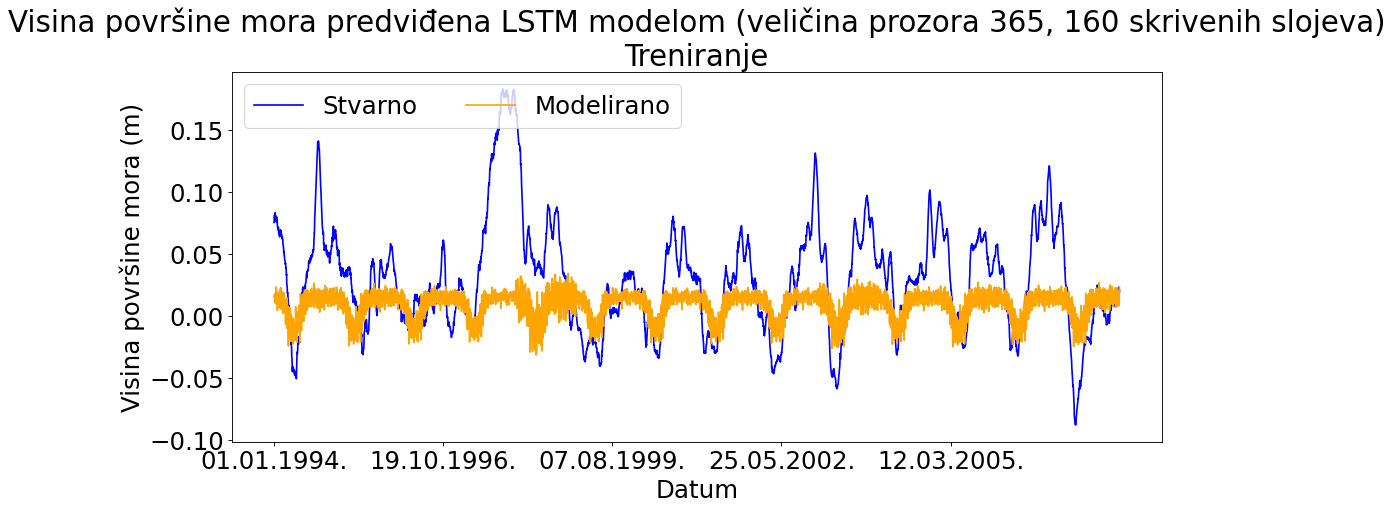 Visina površine mora predviđena LSTM modelom (veličina prozora 365, 160 skrivenih slojeva)
Treniranje
Stvarno Modelirano
Visina površine mora (m)
0.15
0.10
0.05
0.00
−0.05
−0.10
01.01.1994. 19.10.1996. 07.08.1999. 25.05.2002. 12.03.2005.
Datum